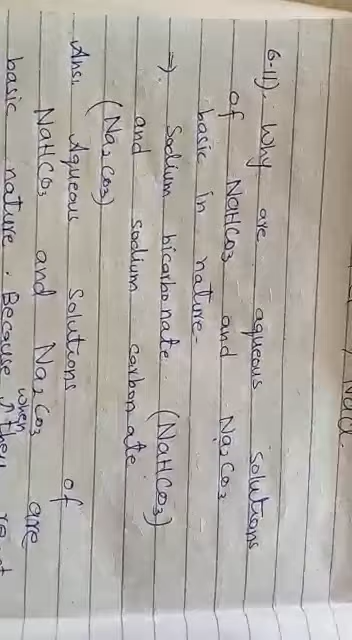 NaCl.
6.11). Why are aqueous solutions
of NaHCO3 and Na2CO3
basic in nature.
⇒). Sodium bicarbonate. (NaHCO3)
and sodium carbonate
(Na2CO3)
Ans. Aqueous solutions of
NaHCO3 and Na2CO3 are
basic nature. Because when they